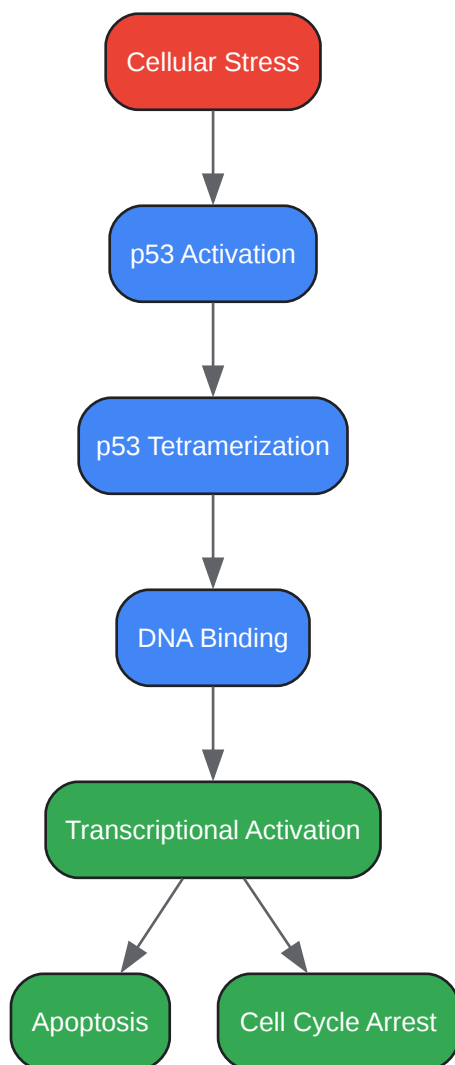 Cellular Stress
p53 Activation
p53 Tetramerization
DNA Binding
Transcriptional Activation
Apoptosis
Cell Cycle Arrest